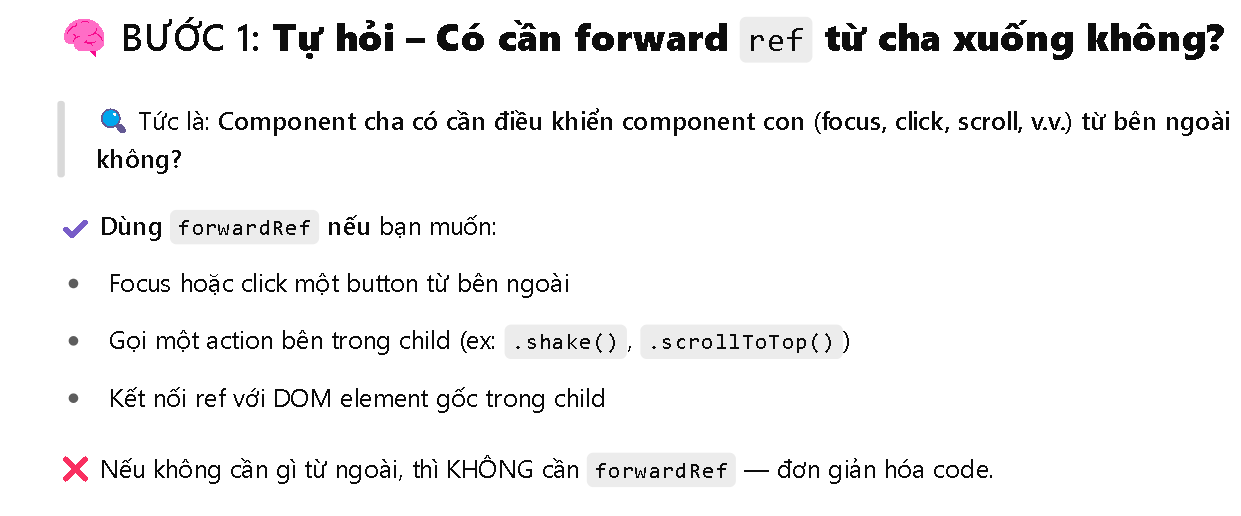 🧠 BƯỚC 1: Tự hỏi – Có cần forward ref từ cha xuống không?
🔍 Tức là: Component cha có cần điều khiển component con (focus, click, scroll, v.v.) từ bên ngoài
không?
✔ Dùng forwardRef nếu bạn muốn:
• Focus hoặc click một button từ bên ngoài
• Gọi một action bên trong child (ex: .shake(), .scrollToTop())
• Kết nối ref với DOM element gốc trong child
❌ Nếu không cần gì từ ngoài, thì KHÔNG cần forwardRef — đơn giản hóa code.